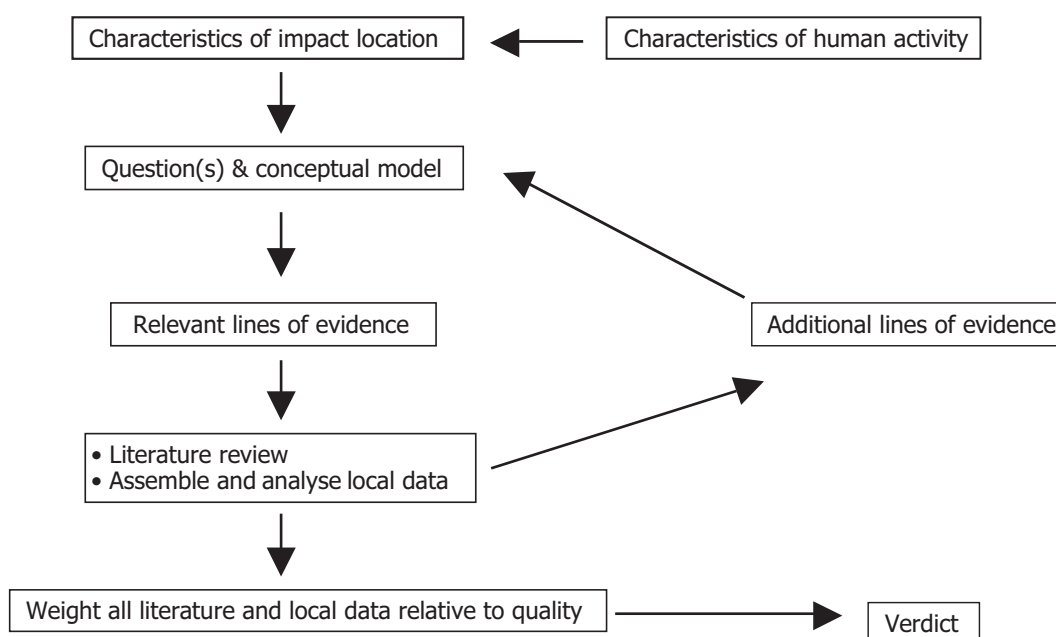 Characteristics of impact location
Characteristics of human activity
Question(s) & conceptual model
Relevant lines of evidence
Additional lines of evidence
• Literature review
• Assemble and analyse local data
Weight all literature and local data relative to quality
Verdict